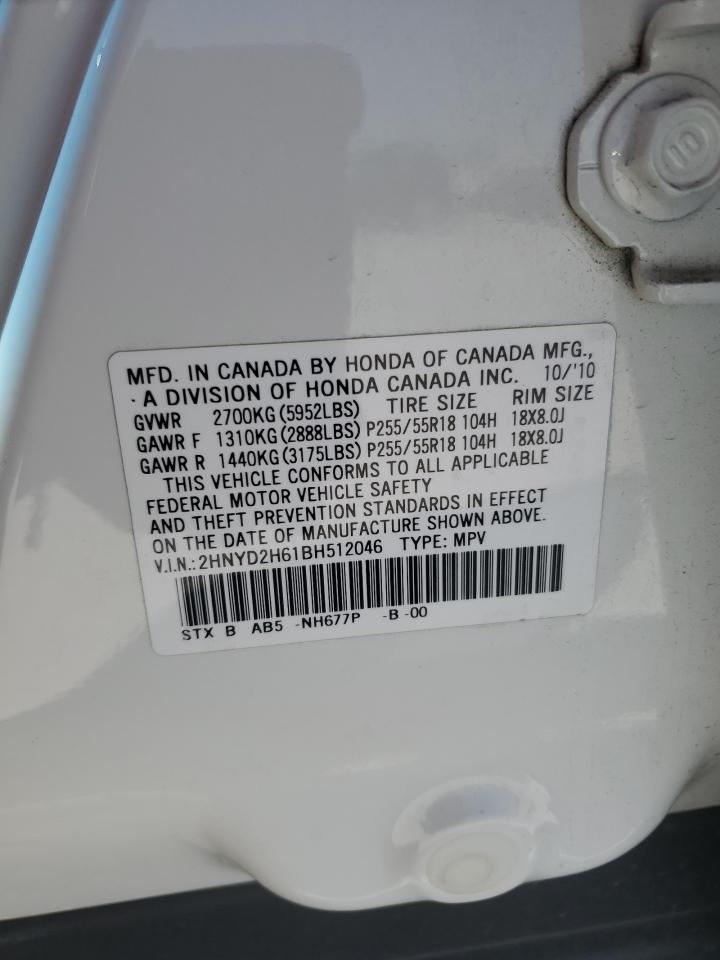 10
MFD. IN CANADA BY HONDA OF CANADA MFG.,
A DIVISION OF HONDA CANADA INC. 10/'10
GVWR 2700KG(5952LBS) TIRE SIZE RIM SIZE
GAWR F 1310KG(2888LBS)P255/55R18 104H 18X8.0J
GAWR R 1440KG(3175LBS)P255/55R18 104H 18X8.0J
THIS VEHICLE CONFORMS TO ALL APPLICABLE
FEDERAL MOTOR VEHICLE SAFETY
AND THEFT PREVENTION STANDARDS IN EFFECT
ON THE DATE OF MANUFACTURE SHOWN ABOVE.
V.I.N.:2HNYD2H61BH512046 TYPE: MPV
STX B AB5 -NH677P -B -00